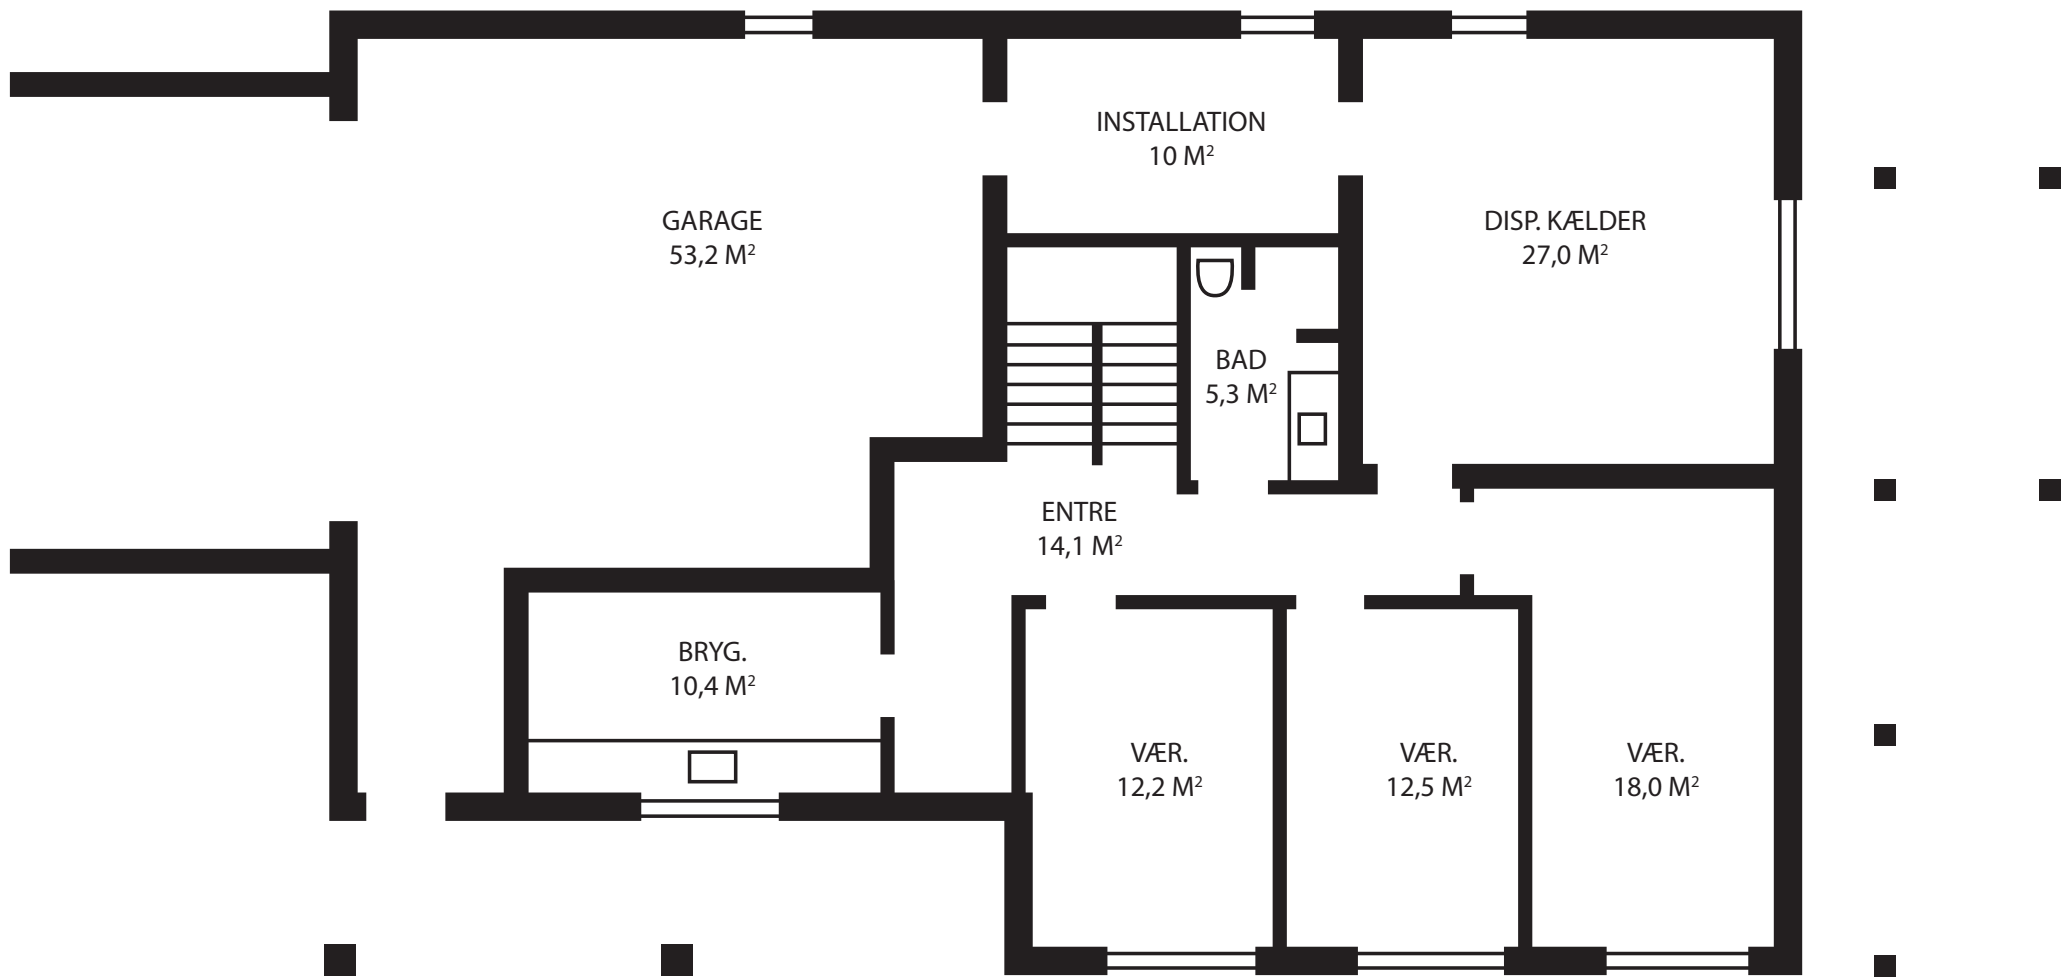 INSTALLATION
10 M²
GARAGE
53,2 M²
DISP. KÆLDER
27,0 M²
BAD
5,3 M²
ENTRE
14,1 M²
BRYG.
10,4 M²
VÆR.
12,2 M²
VÆR.
12,5 M²
VÆR.
18,0 M²